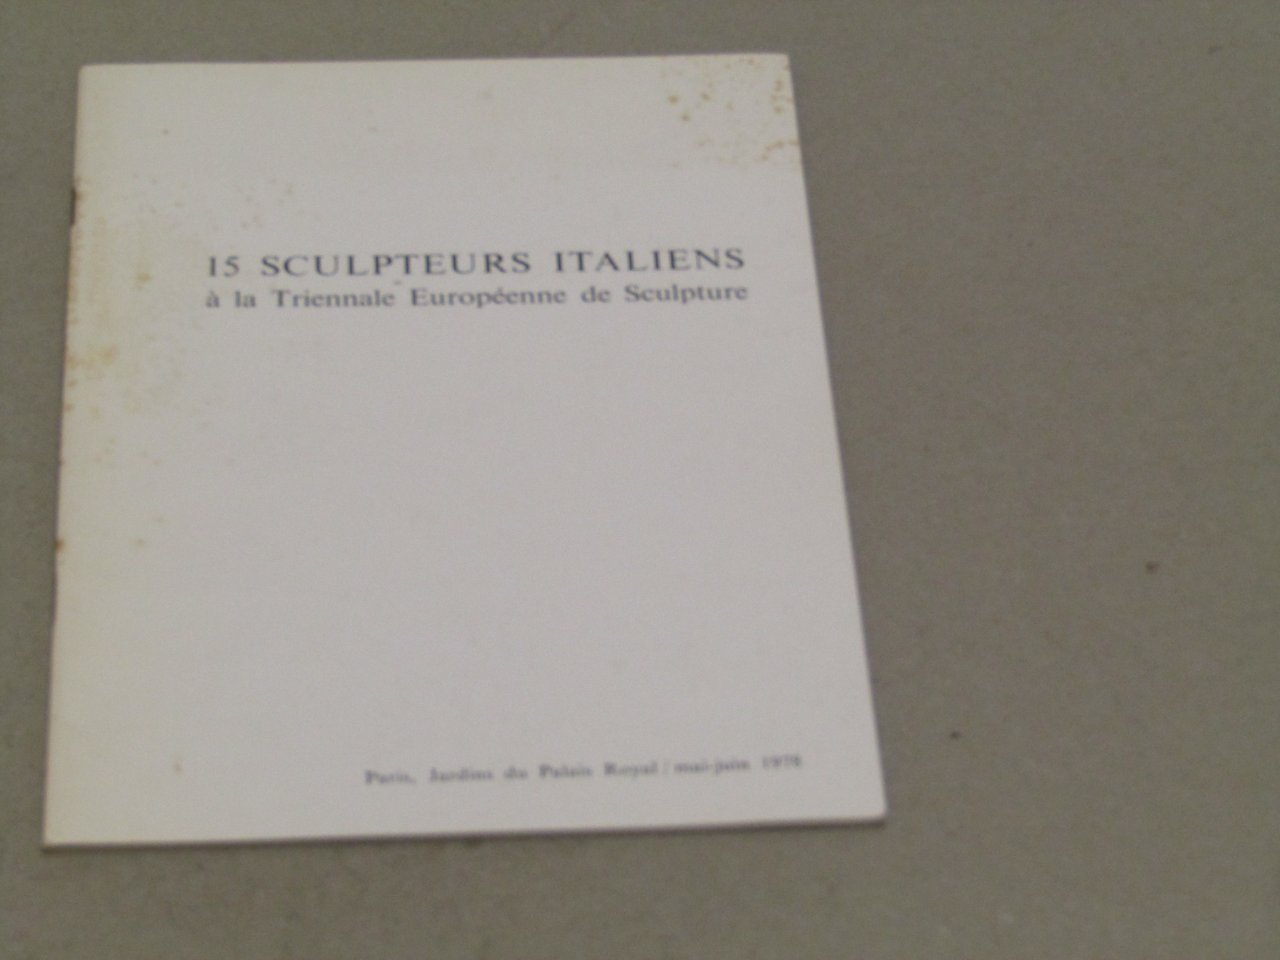 15 SCULPTEURS ITALIENS
à la Triennale Européenne de Sculpture
Paris, Jardins du Palais Royal / mai-juin